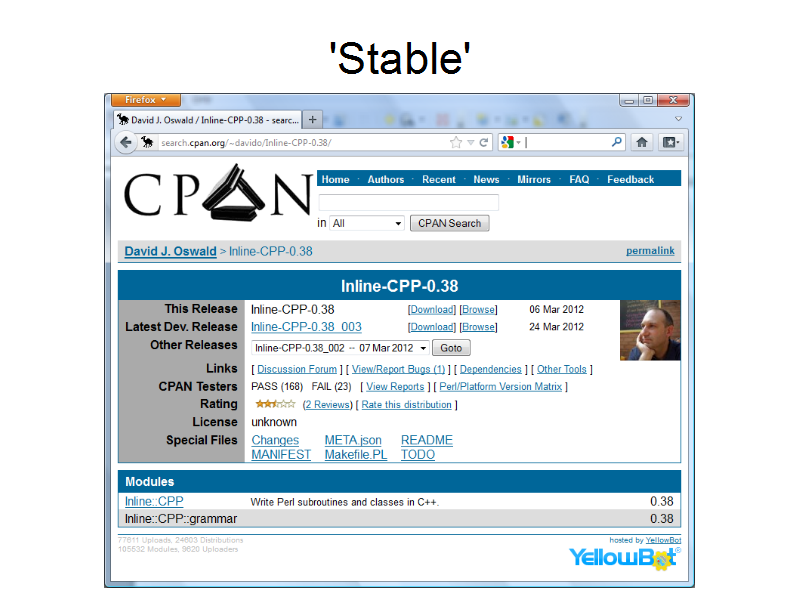 'Stable'
Firefox
David J. Oswald / Inline-CPP-0.38 - searc...
search.cpan.org/~davido/Inline-CPP-0.38/
CPAN
Home · Authors · Recent · News · Mirrors · FAQ · Feedback
in All CPAN Search
David J. Oswald > Inline-CPP-0.38 permalink
Inline-CPP-0.38
This Release Inline-CPP-0.38 [Download] [Browse] 06 Mar 2012
Latest Dev. Release Inline-CPP-0.38_003 [Download] [Browse] 24 Mar 2012
Other Releases Inline-CPP-0.38_002 -- 07 Mar 2012 Goto
Links [ Discussion Forum ] [ View/Report Bugs (1) ] [ Dependencies ] [ Other Tools ]
CPAN Testers PASS (168) FAIL (23) [ View Reports ] [ Perl/Platform Version Matrix ]
Rating (2 Reviews) [ Rate this distribution ]
License unknown
Special Files Changes META.json README
MANIFEST Makefile.PL TODO
Modules
Inline::CPP Write Perl subroutines and classes in C++. 0.38
Inline::CPP::grammar 0.38
77811 Uploads, 24603 Distributions hosted by YellowBot
105532 Modules, 9620 Uploaders
YELLOWBOT®